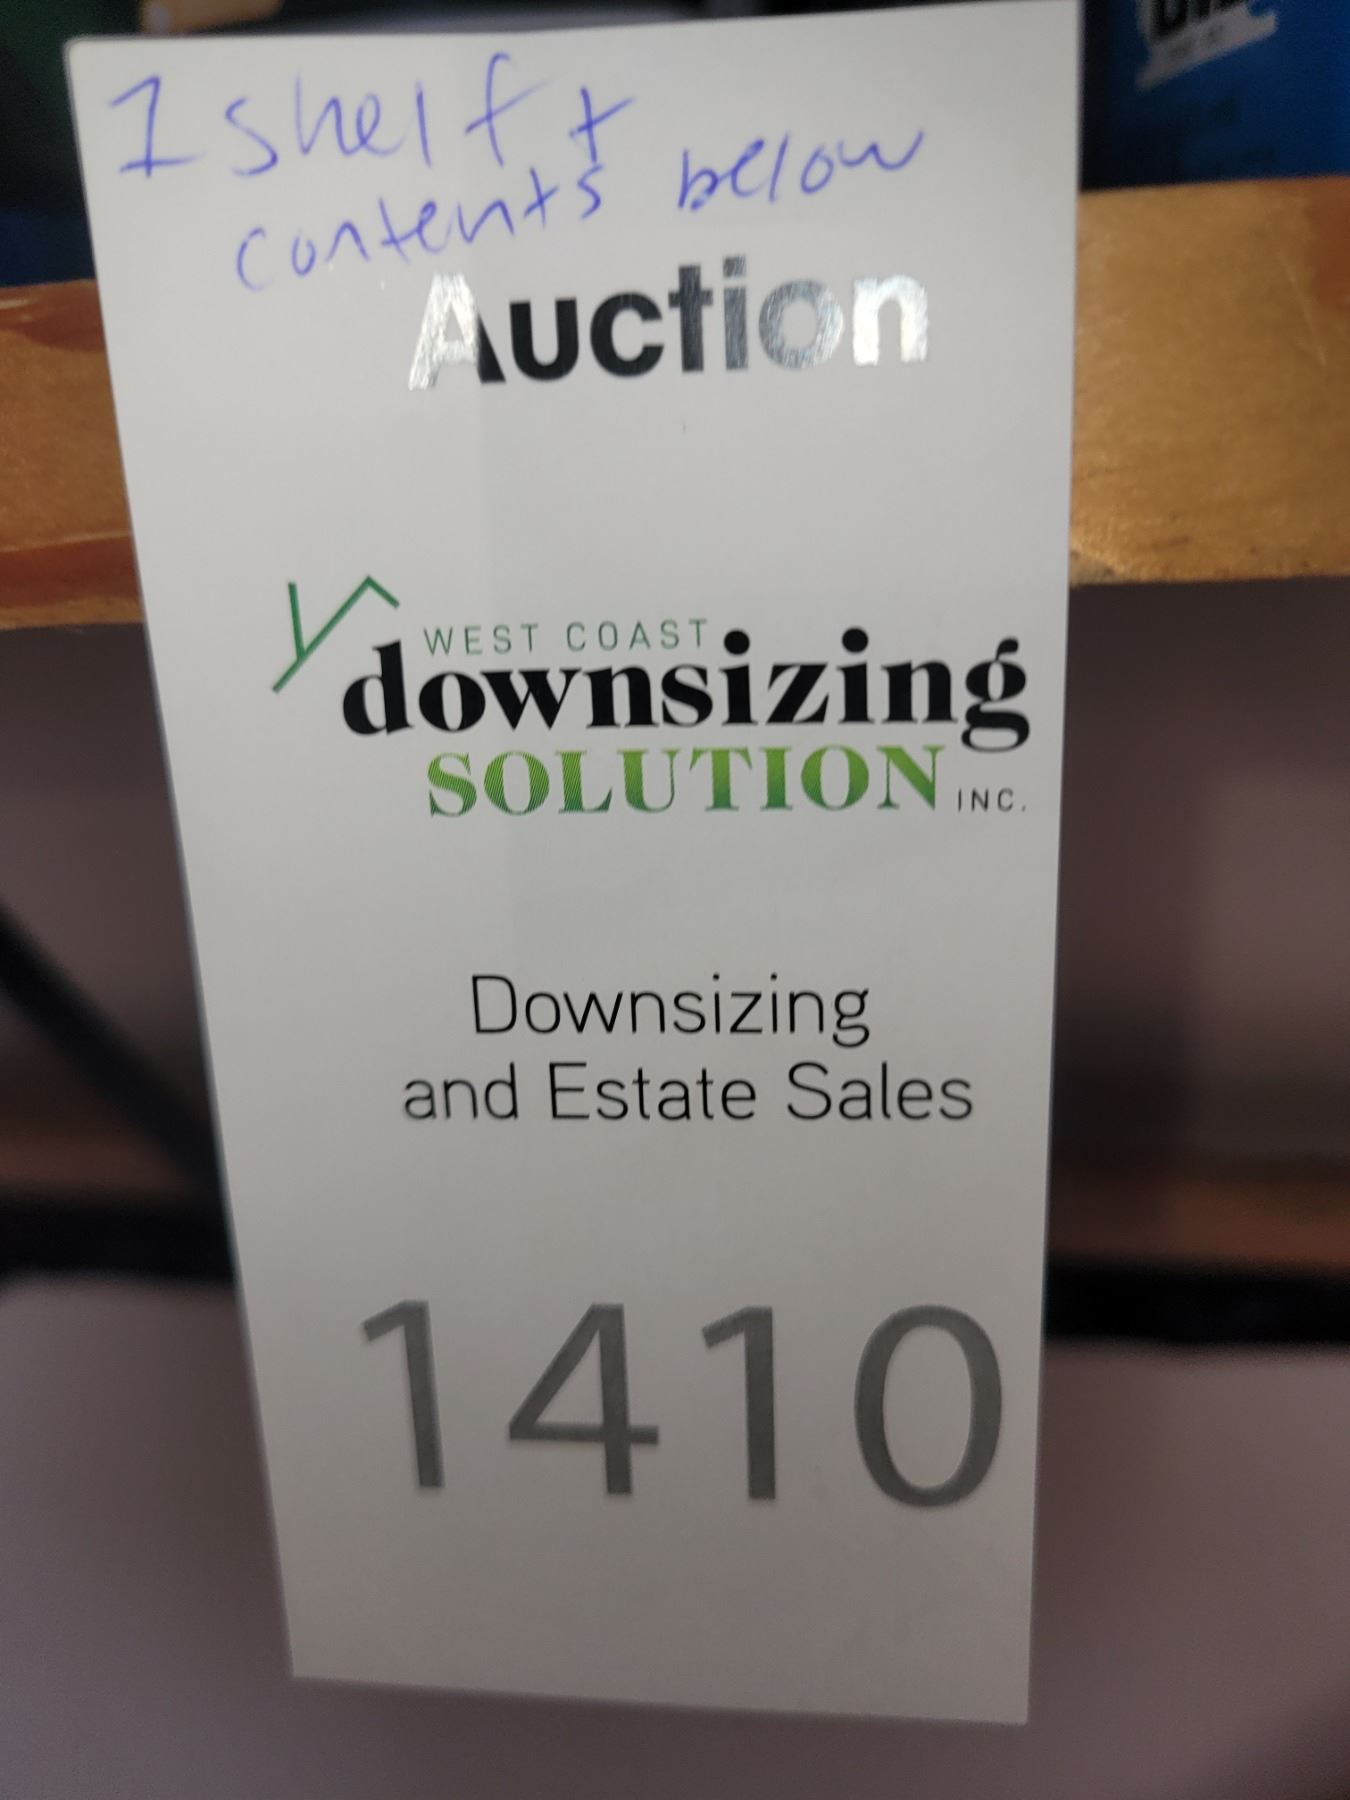 1 shelf +
contents below
Auction
WEST COAST
downsizing
SOLUTION INC.
Downsizing
and Estate Sales
1410